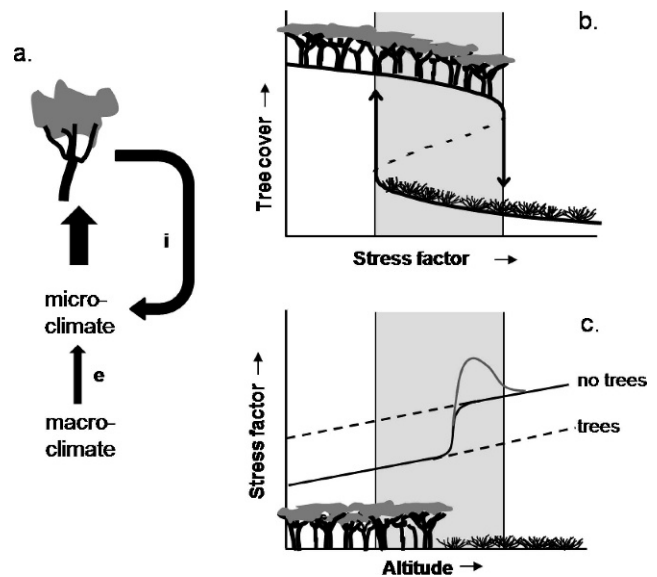 a.
i
micro-
climate
e
macro-
climate
b.
Tree cover →
Stress factor →
c.
Stress factor →
no trees
trees
Altitude →